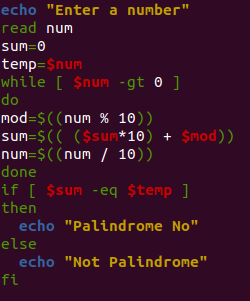 echo "Enter a number"
read num
sum=0
temp=$num
while [ $num -gt 0 ]
do
mod=$((num % 10))
sum=$(( ($sum*10) + $mod))
num=$((num / 10))
done
if [ $sum -eq $temp ]
then
  echo "Palindrome No"
else
  echo "Not Palindrome"
fi